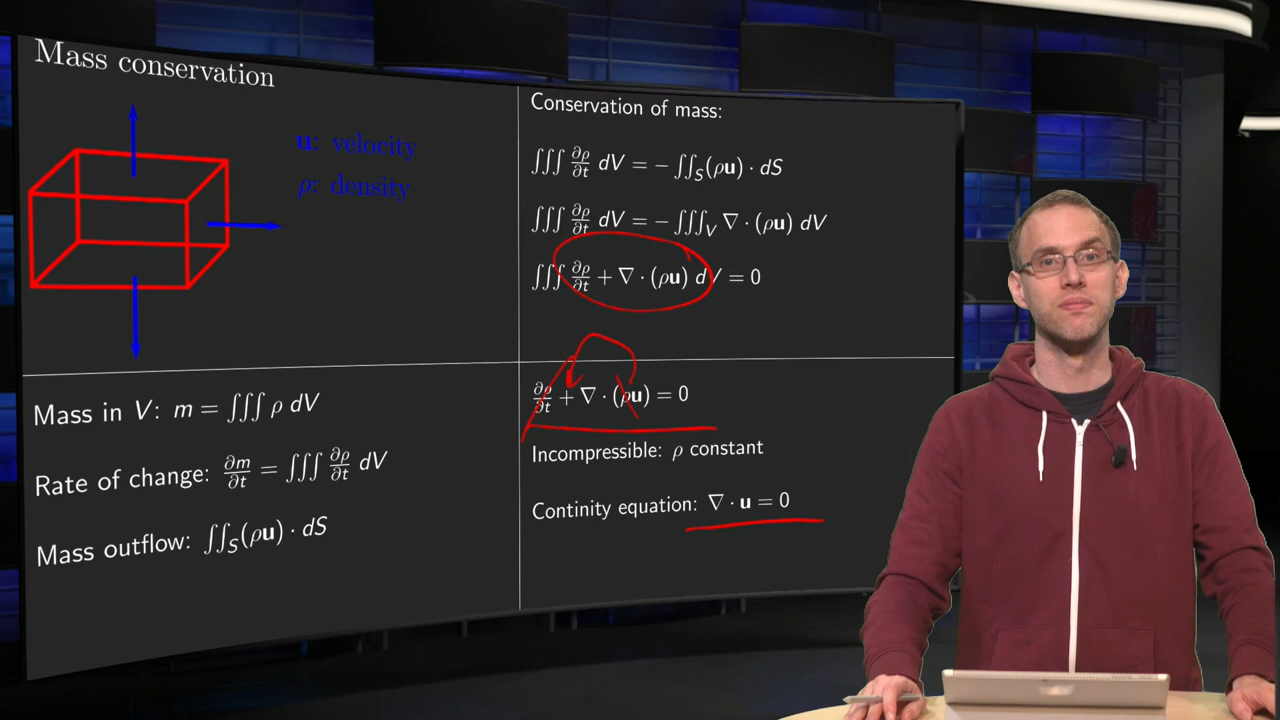 Mass conservation
u: velocity
ρ: density
Mass in V: m = ∭ ρ dV
Rate of change: ∂m/∂t = ∭ ∂ρ/∂t dV
Mass outflow: ∬_S(ρu) · dS
Conservation of mass:
∭ ∂ρ/∂t dV = − ∬_S(ρu) · dS
∭ ∂ρ/∂t dV = − ∭_V ∇ · (ρu) dV
∭ ∂ρ/∂t + ∇ · (ρu) dV = 0
∂ρ/∂t + ∇ · (ρu) = 0
Incompressible: ρ constant
Continity equation: ∇ · u = 0